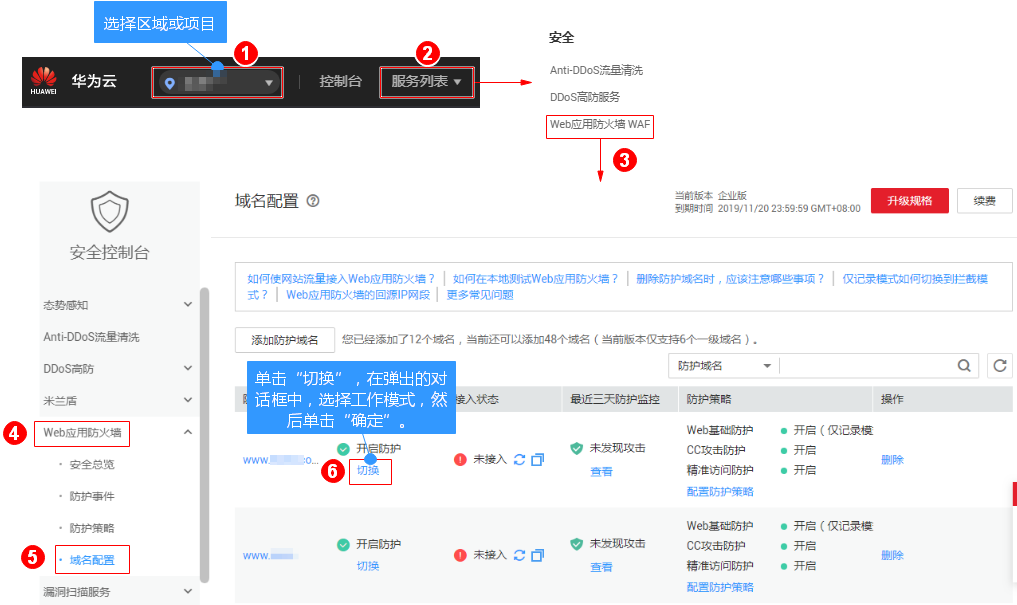 选择区域或项目
1
2
安全
HUAWEI
华为云
控制台
服务列表
Anti-DDoS流量清洗
DDoS高防服务
Web应用防火墙 WAF
3
安全控制台
域名配置
当前版本 企业版
到期时间 2019/11/20 23:59:59 GMT+08:00
升级规格
续费
如何使网站流量接入Web应用防火墙？ | 如何在本地测试Web应用防火墙？ | 删除防护域名时，应该注意哪些事项？ | 仅记录模式如何切换到拦截模
式？ | Web应用防火墙的回源IP网段 | 更多常见问题
态势感知
Anti-DDoS流量清洗
DDoS高防
米兰盾
4
Web应用防火墙
· 安全总览
· 防护事件
· 防护策略
5
· 域名配置
漏洞扫描服务
添加防护域名
您已经添加了12个域名，当前还可以添加48个域名（当前版本仅支持6个一级域名）。
防护域名
单击“切换”，在弹出的对
话框中，选择工作模式，然
后单击“确定”。
接入状态
最近三天防护监控
防护策略
操作
www.
o...
开启防护
6
切换
未接入
未发现攻击
查看
Web基础防护
开启（仅记录模
CC攻击防护
开启
精准访问防护
开启
配置防护策略
删除
www.
开启防护
切换
未接入
未发现攻击
查看
Web基础防护
开启（仅记录模
CC攻击防护
开启
精准访问防护
开启
配置防护策略
删除